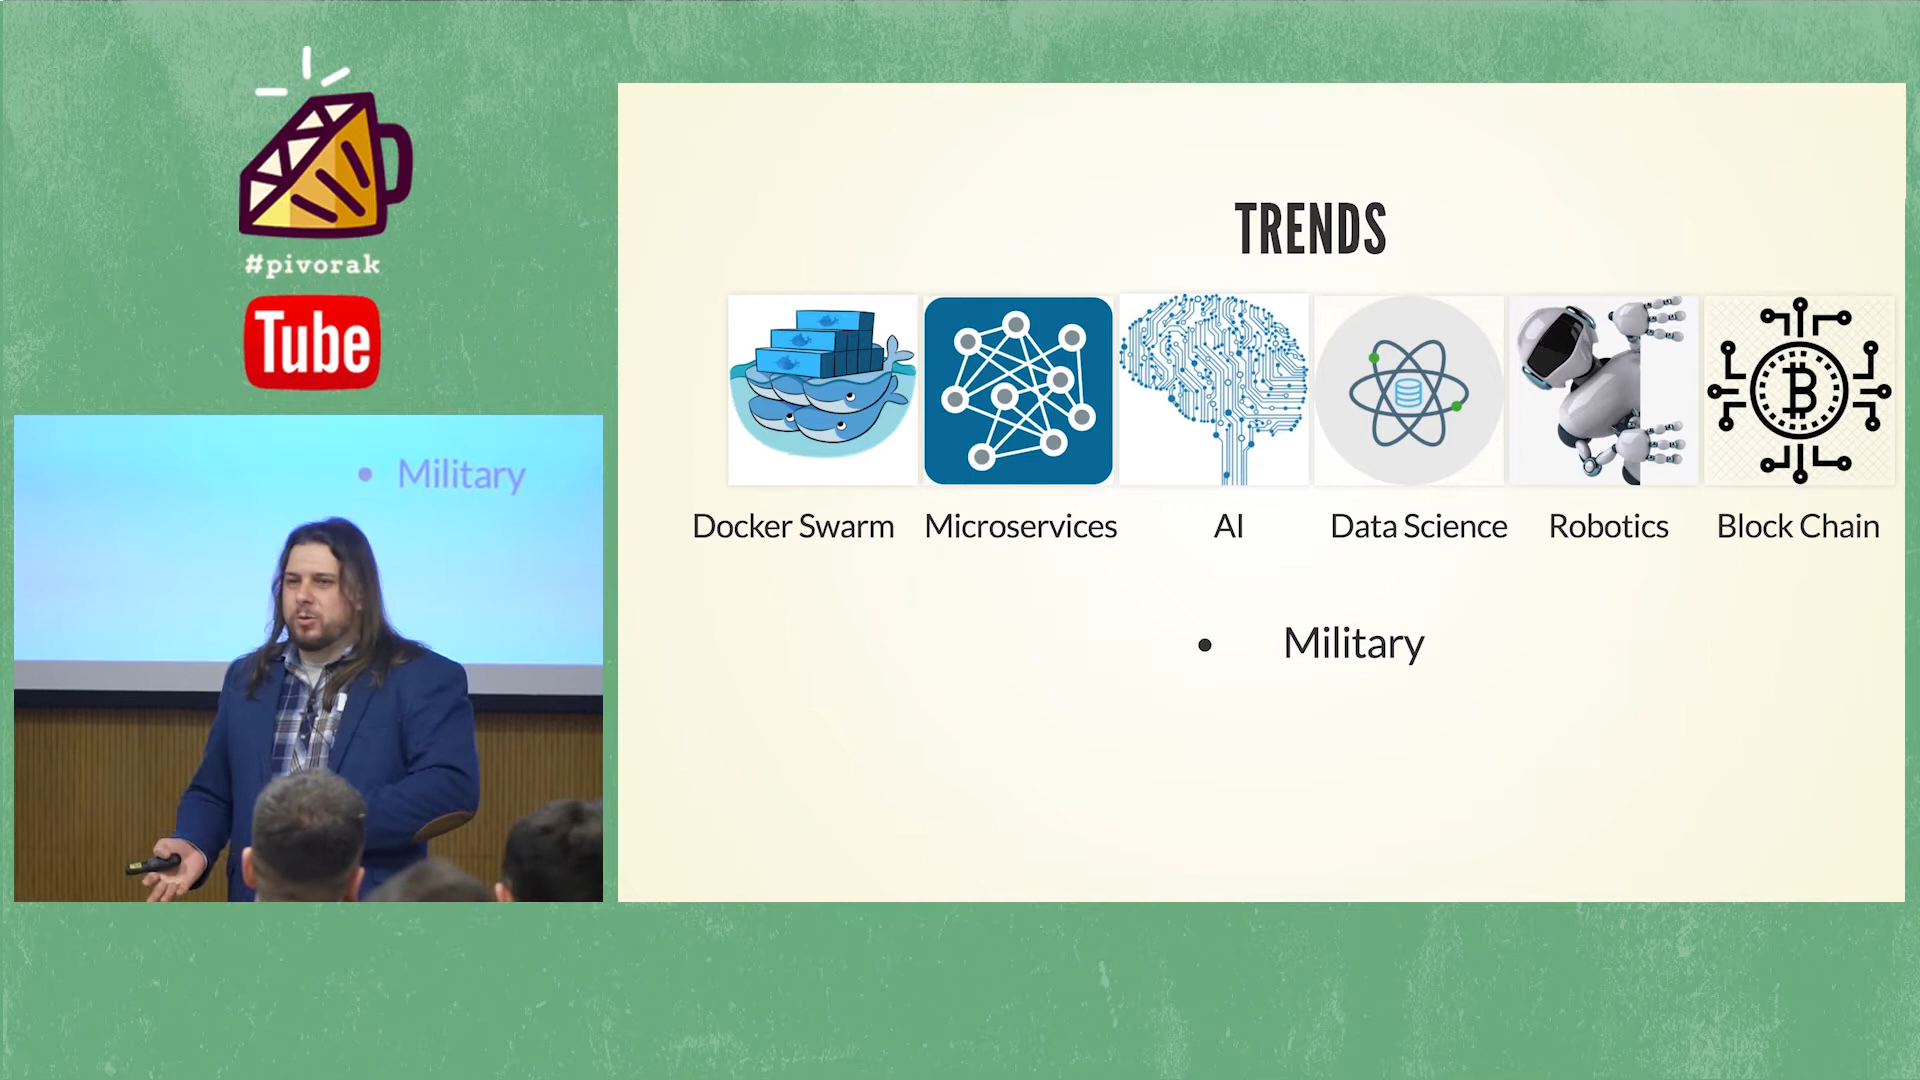 #pivorak
Tube
• Military
TRENDS
Docker Swarm
Microservices
AI
Data Science
Robotics
Block Chain
• Military